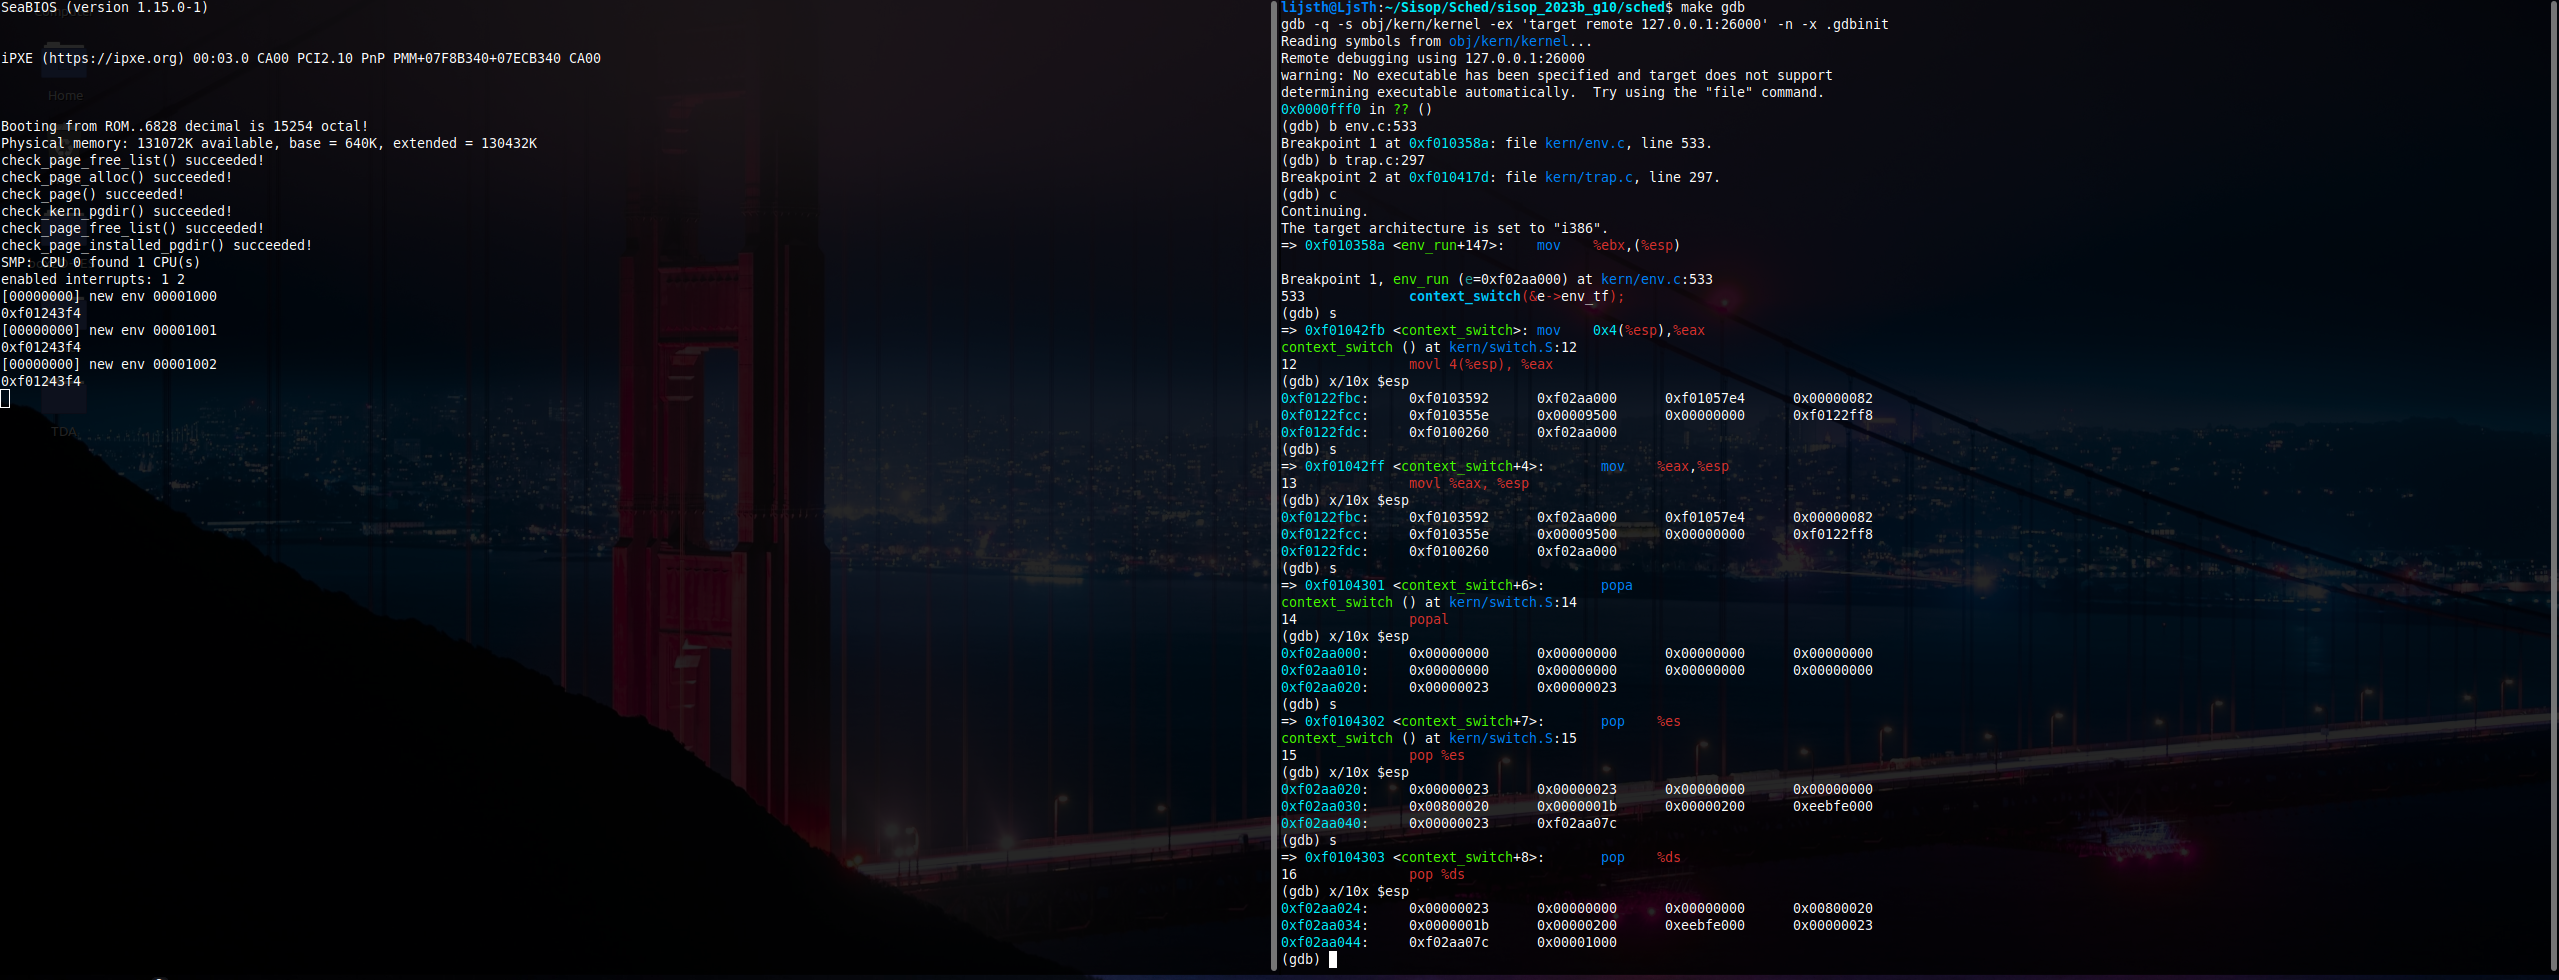 SeaBIOS (version 1.15.0-1)
iPXE (https://ipxe.org) 00:03.0 CA00 PCI2.10 PnP PMM+07F8B340+07ECB340 CA00
Home
Booting from ROM..6828 decimal is 15254 octal!
Physical memory: 131072K available, base = 640K, extended = 130432K
check_page_free_list() succeeded!
check_page_alloc() succeeded!
check_page() succeeded!
check_kern_pgdir() succeeded!
check_page_free_list() succeeded!
check_page_installed_pgdir() succeeded!
SMP: CPU 0 found 1 CPU(s)
enabled interrupts: 1 2
[00000000] new env 00001000
0xf01243f4
[00000000] new env 00001001
0xf01243f4
[00000000] new env 00001002
0xf01243f4
TDA
lijsth@LjsTh:~/Sisop/Sched/sisop_2023b_g10/sched$ make gdb
gdb -q -s obj/kern/kernel -ex 'target remote 127.0.0.1:26000' -n -x .gdbinit
Reading symbols from obj/kern/kernel...
Remote debugging using 127.0.0.1:26000
warning: No executable has been specified and target does not support
determining executable automatically.  Try using the "file" command.
0x0000fff0 in ?? ()
(gdb) b env.c:533
Breakpoint 1 at 0xf010358a: file kern/env.c, line 533.
(gdb) b trap.c:297
Breakpoint 2 at 0xf010417d: file kern/trap.c, line 297.
(gdb) c
Continuing.
The target architecture is set to "i386".
=> 0xf010358a <env_run+147>:    mov    %ebx,(%esp)
Breakpoint 1, env_run (e=0xf02aa000) at kern/env.c:533
533             context_switch(&e->env_tf);
(gdb) s
=> 0xf01042fb <context_switch>: mov    0x4(%esp),%eax
context_switch () at kern/switch.S:12
12              movl 4(%esp), %eax
(gdb) x/10x $esp
0xf0122fbc:     0xf0103592      0xf02aa000      0xf01057e4      0x00000082
0xf0122fcc:     0xf010355e      0x00009500      0x00000000      0xf0122ff8
0xf0122fdc:     0xf0100260      0xf02aa000
(gdb) s
=> 0xf01042ff <context_switch+4>:       mov    %eax,%esp
13              movl %eax, %esp
(gdb) x/10x $esp
0xf0122fbc:     0xf0103592      0xf02aa000      0xf01057e4      0x00000082
0xf0122fcc:     0xf010355e      0x00009500      0x00000000      0xf0122ff8
0xf0122fdc:     0xf0100260      0xf02aa000
(gdb) s
=> 0xf0104301 <context_switch+6>:       popa
context_switch () at kern/switch.S:14
14              popal
(gdb) x/10x $esp
0xf02aa000:     0x00000000      0x00000000      0x00000000      0x00000000
0xf02aa010:     0x00000000      0x00000000      0x00000000      0x00000000
0xf02aa020:     0x00000023      0x00000023
(gdb) s
=> 0xf0104302 <context_switch+7>:       pop    %es
context_switch () at kern/switch.S:15
15              pop %es
(gdb) x/10x $esp
0xf02aa020:     0x00000023      0x00000023      0x00000000      0x00000000
0xf02aa030:     0x00800020      0x0000001b      0x00000200      0xeebfe000
0xf02aa040:     0x00000023      0xf02aa07c
(gdb) s
=> 0xf0104303 <context_switch+8>:       pop    %ds
16              pop %ds
(gdb) x/10x $esp
0xf02aa024:     0x00000023      0x00000000      0x00000000      0x00800020
0xf02aa034:     0x0000001b      0x00000200      0xeebfe000      0x00000023
0xf02aa044:     0xf02aa07c      0x00001000
(gdb)